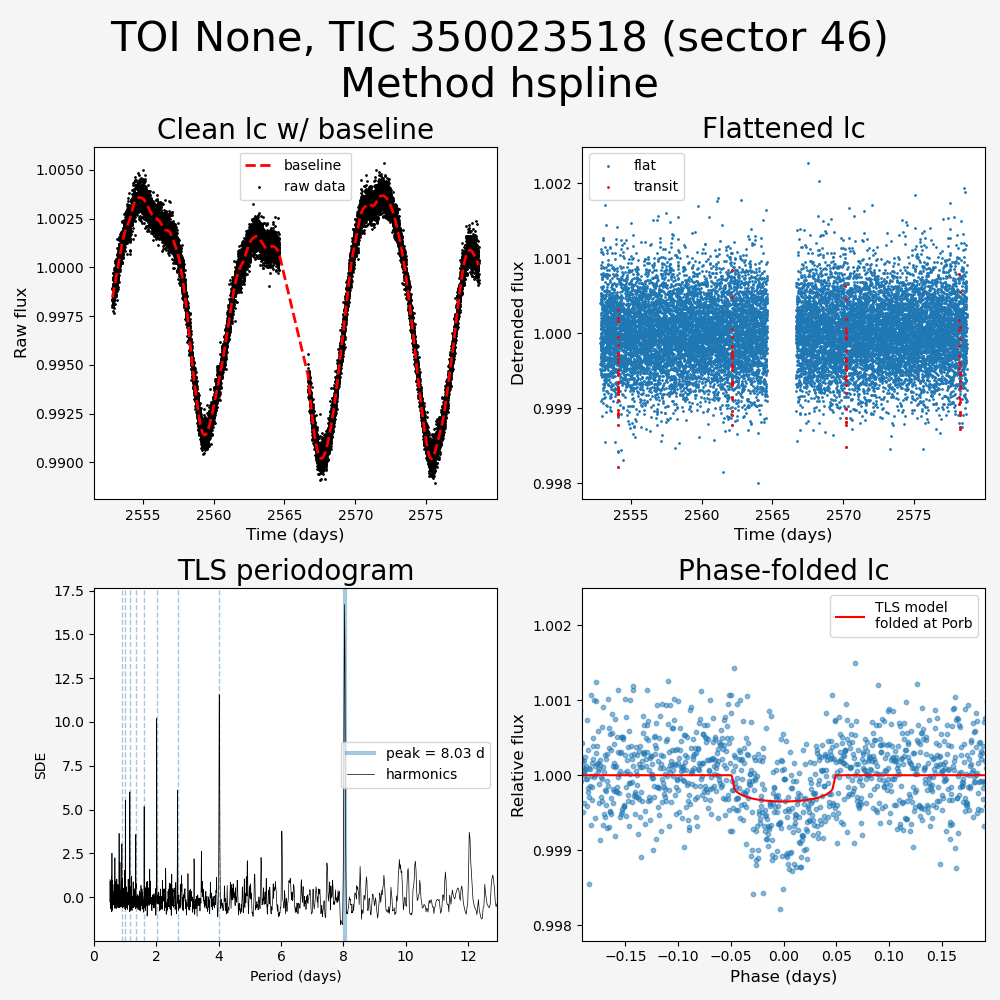 TOI None, TIC 350023518 (sector 46)
Method hspline
Clean lc w/ baseline
baseline
raw data
1.0050
1.0025
1.0000
0.9975
0.9950
0.9925
0.9900
Raw flux
2555
2560
2565
2570
2575
Time (days)
Flattened lc
flat
transit
1.002
1.001
1.000
0.999
0.998
Detrended flux
2555
2560
2565
2570
2575
Time (days)
TLS periodogram
17.5
15.0
12.5
10.0
7.5
5.0
2.5
0.0
SDE
peak = 8.03 d
harmonics
0
2
4
6
8
10
12
Period (days)
Phase-folded lc
TLS model
folded at Porb
1.002
1.001
1.000
0.999
0.998
Relative flux
−0.15
−0.10
−0.05
0.00
0.05
0.10
0.15
Phase (days)